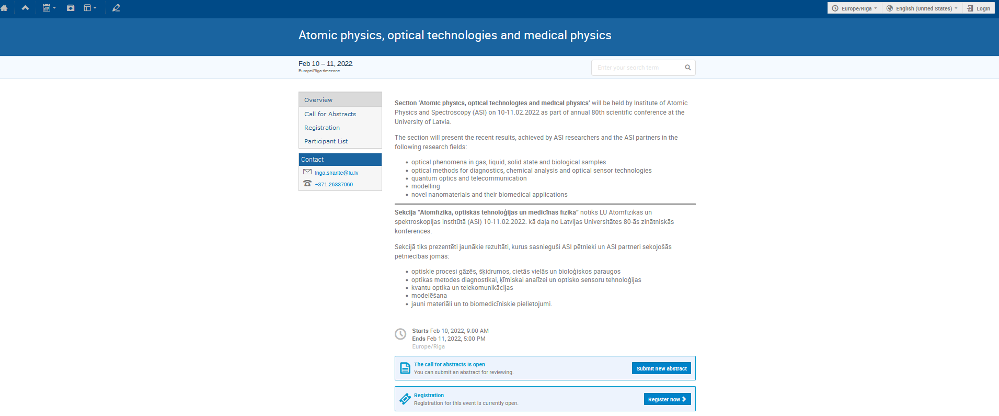 Europe/Riga
English (United States)
Login
Atomic physics, optical technologies and medical physics
Feb 10 – 11, 2022
Europe/Riga timezone
Enter your search term
Overview
Call for Abstracts
Registration
Participant List
Contact
inga.sirante@lu.lv
+371 26337060
Section ‘Atomic physics, optical technologies and medical physics’ will be held by Institute of Atomic
Physics and Spectroscopy (ASI) on 10-11.02.2022 as part of annual 80th scientific conference at the
University of Latvia.
The section will present the recent results, achieved by ASI researchers and the ASI partners in the
following research fields:
• optical phenomena in gas, liquid, solid state and biological samples
• optical methods for diagnostics, chemical analysis and optical sensor technologies
• quantum optics and telecommunication
• modelling
• novel nanomaterials and their biomedical applications
Sekcija “Atomfizika, optiskās tehnoloģijas un medicīnas fizika” notiks LU Atomfizikas un
spektroskopijas institūtā (ASI) 10-11.02.2022. kā daļa no Latvijas Universitātes 80-ās zinātniskās
konferences.
Sekcijā tiks prezentēti jaunākie rezultāti, kurus sasnieguši ASI pētnieki un ASI partneri sekojošās
pētniecības jomās:
• optiskie procesi gāzēs, šķidrumos, cietās vielās un bioloģiskos paraugos
• optikas metodes diagnostikai, ķīmiskai analīzei un optisko sensoru tehnoloģijas
• kvantu optika un telekomunikācijas
• modelēšana
• jauni materiāli un to biomedicīniskie pielietojumi.
Starts Feb 10, 2022, 9:00 AM
Ends Feb 11, 2022, 5:00 PM
Europe/Riga
The call for abstracts is open
You can submit an abstract for reviewing.
Submit new abstract
Registration
Registration for this event is currently open.
Register now